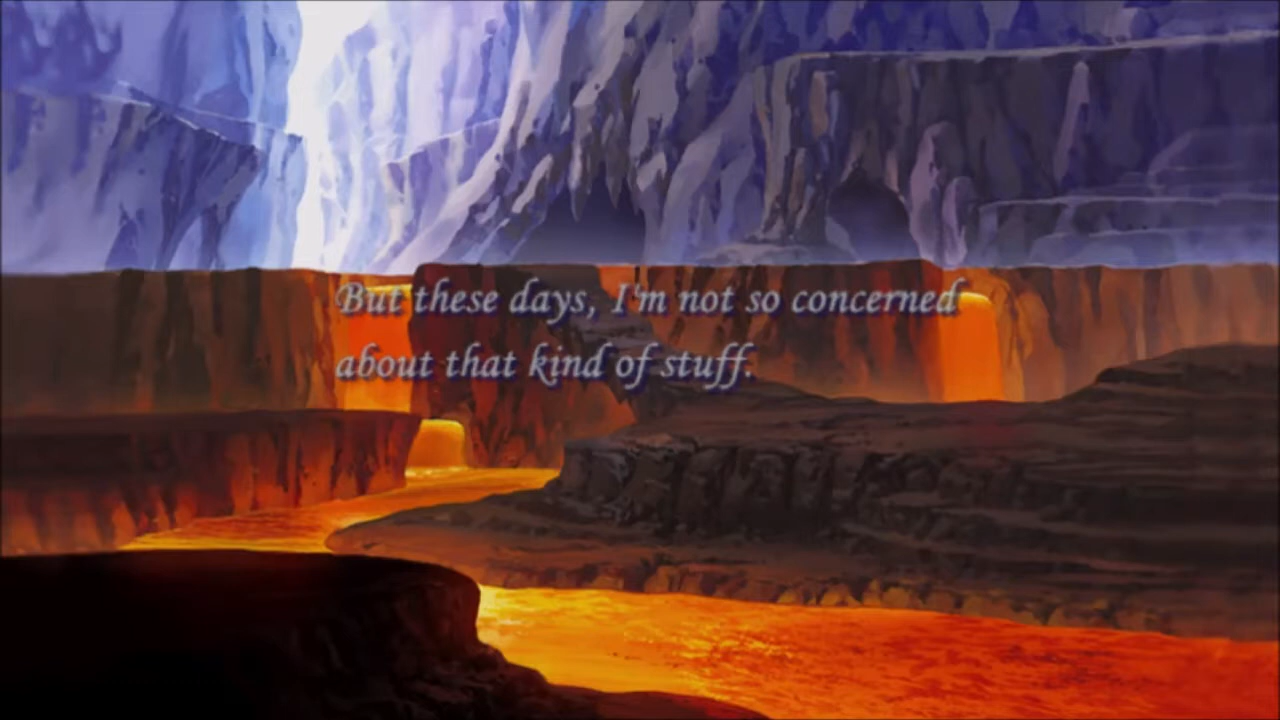 But these days, I'm not so concerned
about that kind of stuff.